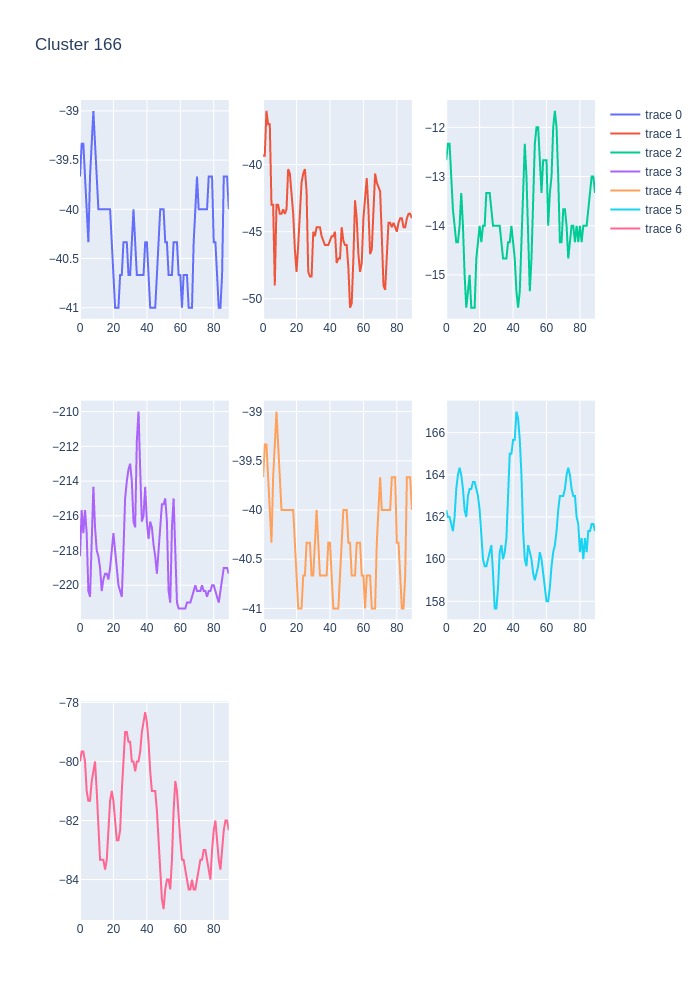 Cluster 166
−39
−39.5
−40
−40.5
−41
0 20 40 60 80
−40
−45
−50
0 20 40 60 80
−12
−13
−14
−15
0 20 40 60 80
trace 0
trace 1
trace 2
trace 3
trace 4
trace 5
trace 6
−210
−212
−214
−216
−218
−220
0 20 40 60 80
−39
−39.5
−40
−40.5
−41
0 20 40 60 80
166
164
162
160
158
0 20 40 60 80
−78
−80
−82
−84
0 20 40 60 80